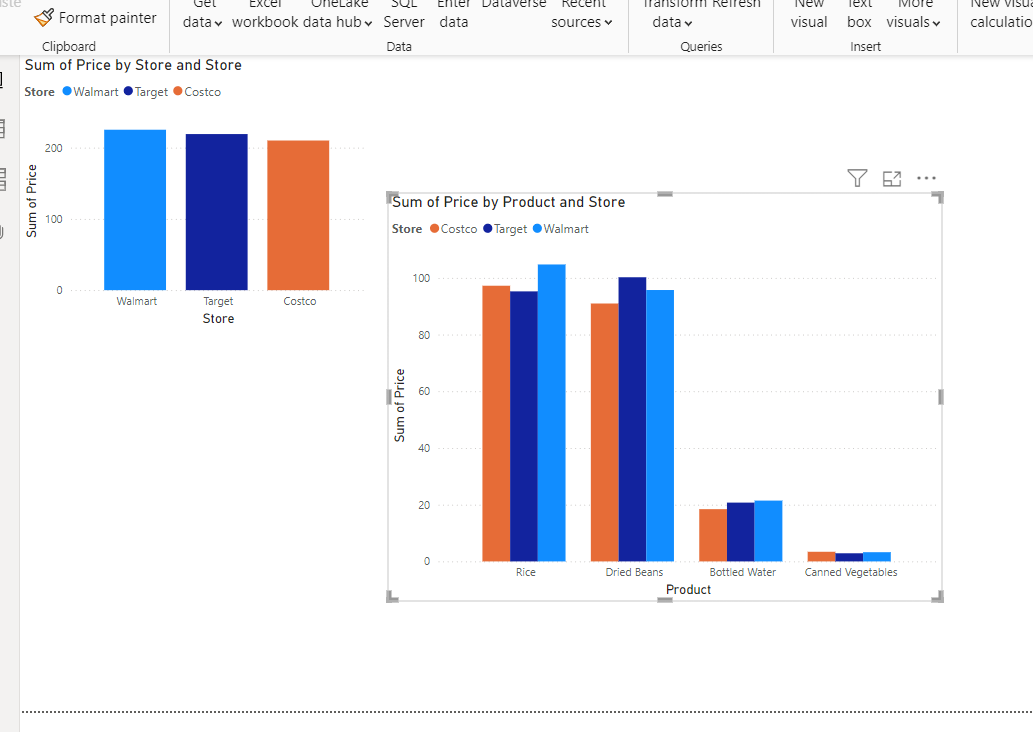 Format painter
Clipboard
Get data
Excel workbook
OneLake data hub
SQL Server
Enter data
Dataverse
Recent sources
Data
Transform data
Refresh
Queries
New visual
Text box
More visuals
Insert
New
Sum of Price by Store and Store
Store Walmart Target Costco
Sum of Price
200
100
0
Walmart Target Costco
Store
Sum of Price by Product and Store
Store Costco Target Walmart
Sum of Price
100
80
60
40
20
0
Rice Dried Beans Bottled Water Canned Vegetables
Product